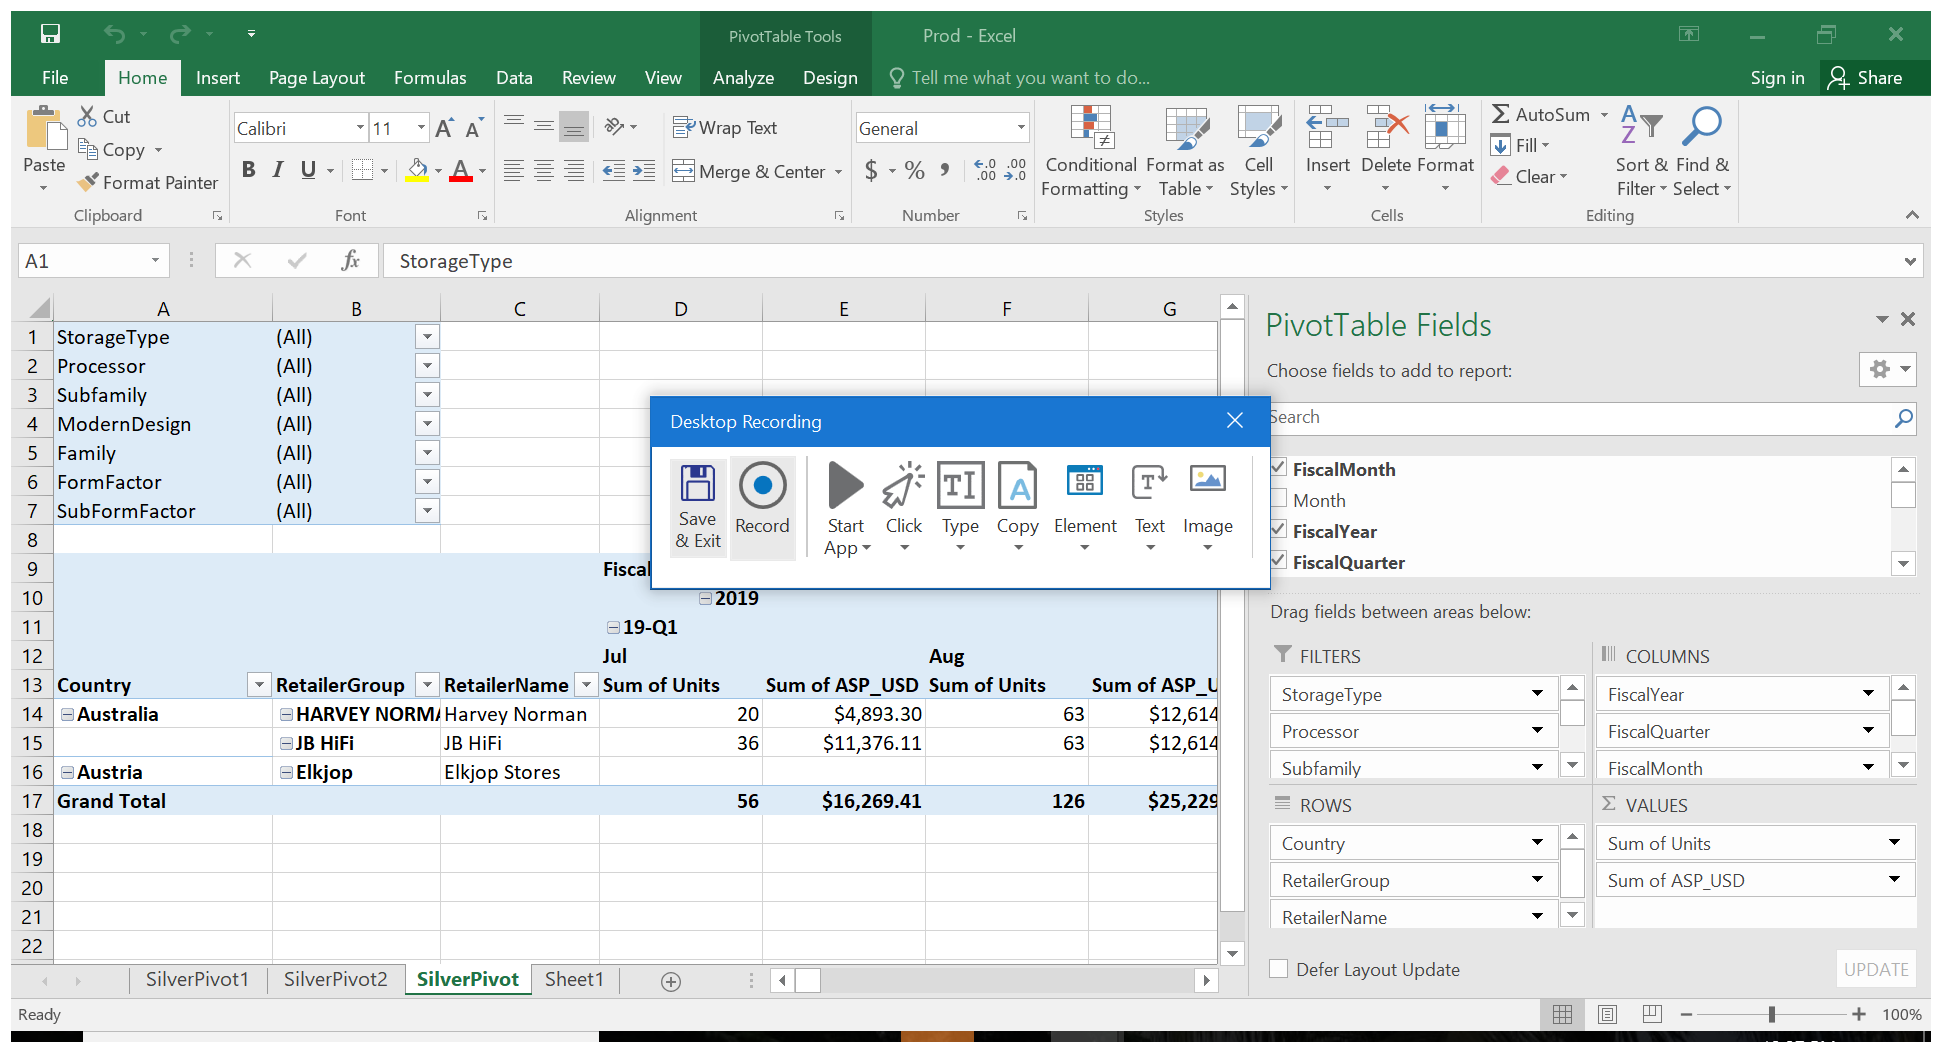 PivotTable Tools
Prod - Excel
File Home Insert Page Layout Formulas Data Review View Analyze Design Tell me what you want to do... Sign in Share
Paste
Cut
Copy
Format Painter
Clipboard
Calibri 11
B I U
Font
Wrap Text
Merge & Center
Alignment
General
$ % ,
Number
Conditional Formatting
Format as Table
Cell Styles
Styles
Insert Delete Format
Cells
AutoSum
Fill
Clear
Sort & Filter
Find & Select
Editing
A1 fx StorageType
A B C D E F G
1 StorageType (All)
2 Processor (All)
3 Subfamily (All)
4 ModernDesign (All)
5 Family (All)
6 FormFactor (All)
7 SubFormFactor (All)
8
9 Fiscal
10 2019
11 19-Q1
12 Jul Aug
13 Country RetailerGroup RetailerName Sum of Units Sum of ASP_USD Sum of Units Sum of ASP_U
14 Australia HARVEY NORMA Harvey Norman 20 $4,893.30 63 $12,614
15 JB HiFi JB HiFi 36 $11,376.11 63 $12,614
16 Austria Elkjop Elkjop Stores
17 Grand Total 56 $16,269.41 126 $25,229
18
19
20
21
22
Desktop Recording
Save & Exit
Record
Start App
Click
Type
Copy
Element
Text
Image
PivotTable Fields
Choose fields to add to report:
Search
FiscalMonth
Month
FiscalYear
FiscalQuarter
Drag fields between areas below:
FILTERS
StorageType
Processor
Subfamily
COLUMNS
FiscalYear
FiscalQuarter
FiscalMonth
ROWS
Country
RetailerGroup
RetailerName
VALUES
Sum of Units
Sum of ASP_USD
Defer Layout Update UPDATE
SilverPivot1 SilverPivot2 SilverPivot Sheet1
Ready 100%